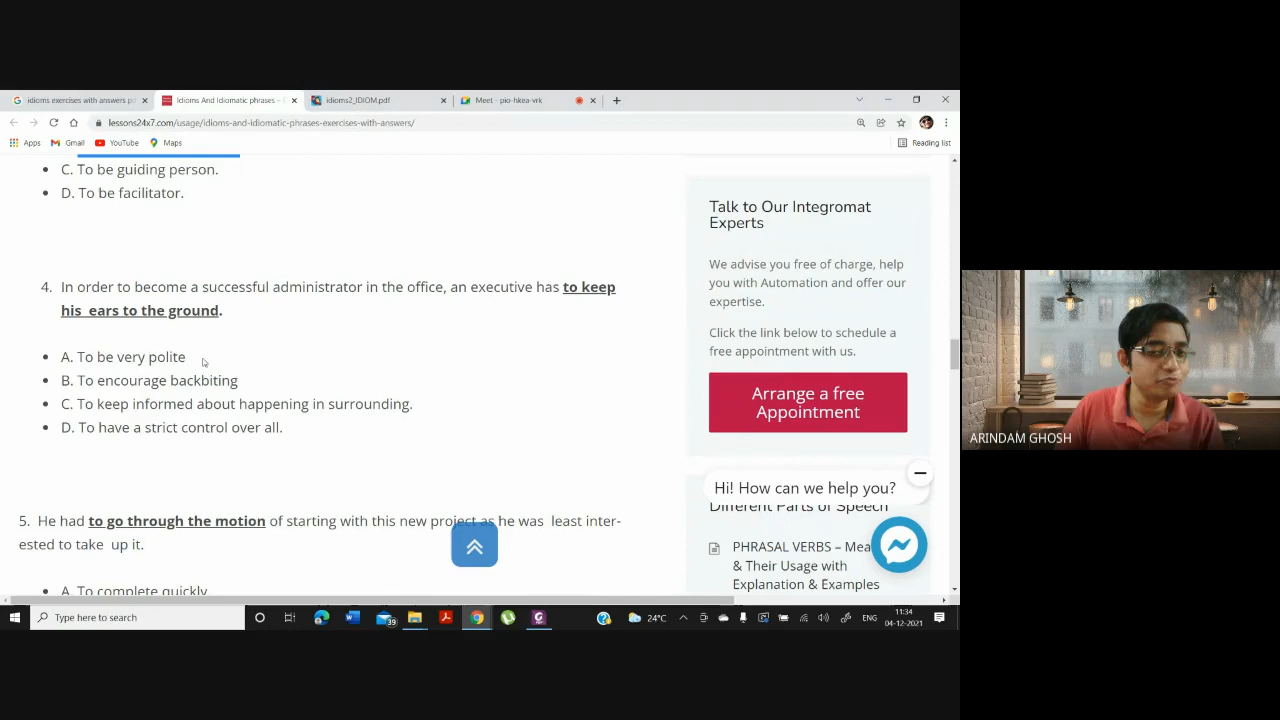 idioms exercises with answers po
Idioms And Idiomatic phrases –
idioms2_IDIOM.pdf
Meet - pio-hkea-vrk
lessons24x7.com/usage/idioms-and-idiomatic-phrases-exercises-with-answers/
Apps
Gmail
YouTube
Maps
Reading list
C. To be guiding person.
D. To be facilitator.
4. In order to become a successful administrator in the office, an executive has to keep
his ears to the ground.
A. To be very polite
B. To encourage backbiting
C. To keep informed about happening in surrounding.
D. To have a strict control over all.
5. He had to go through the motion of starting with this new project as he was least inter-
ested to take up it.
A. To complete quickly
Talk to Our Integromat
Experts
We advise you free of charge, help
you with Automation and offer our
expertise.
Click the link below to schedule a
free appointment with us.
Arrange a free
Appointment
Hi! How can we help you?
Different Parts of Speech
PHRASAL VERBS – Mea
& Their Usage with
Explanation & Examples
ARINDAM GHOSH
Type here to search
39
24°C
ENG
11:34
04-12-2021